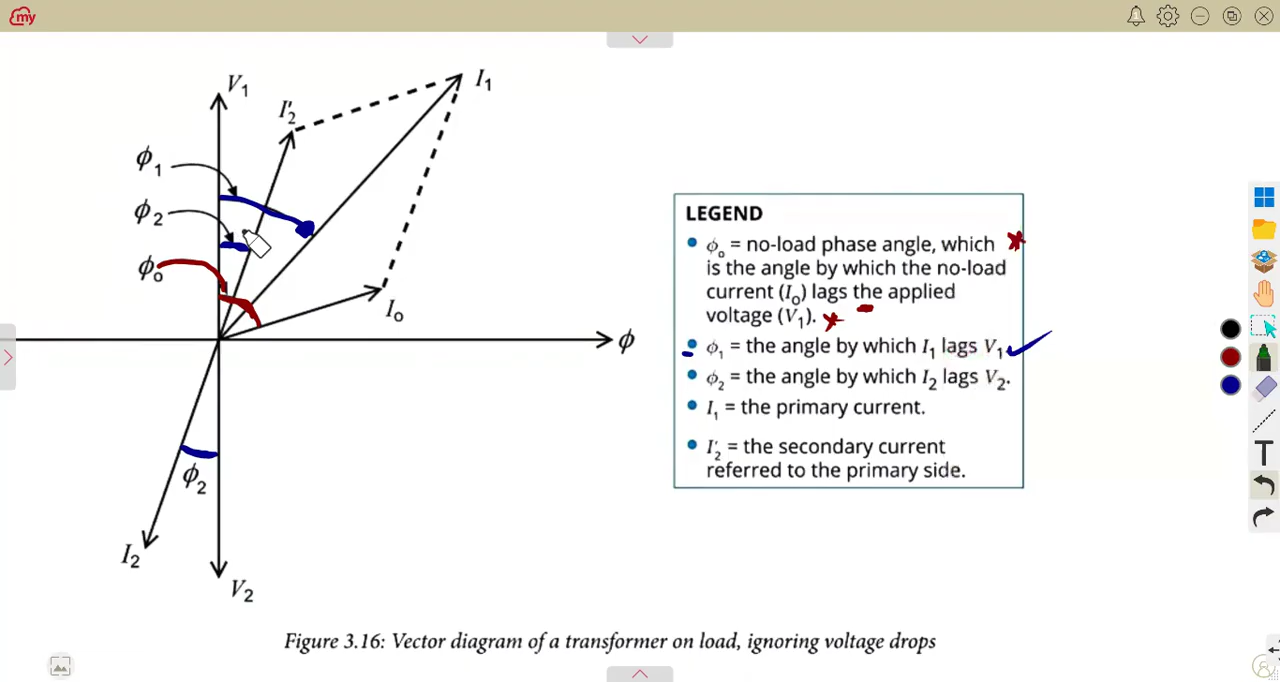 my
V₁
I′₂
I₁
ϕ₁
ϕ₂
ϕₒ
Iₒ
ϕ
ϕ₂
I₂
V₂
LEGEND
• ϕₒ = no-load phase angle, which
is the angle by which the no-load
current (Iₒ) lags the applied
voltage (V₁).
• ϕ₁ = the angle by which I₁ lags V₁
• ϕ₂ = the angle by which I₂ lags V₂.
• I₁ = the primary current.
• I′₂ = the secondary current
referred to the primary side.
T
Figure 3.16: Vector diagram of a transformer on load, ignoring voltage drops